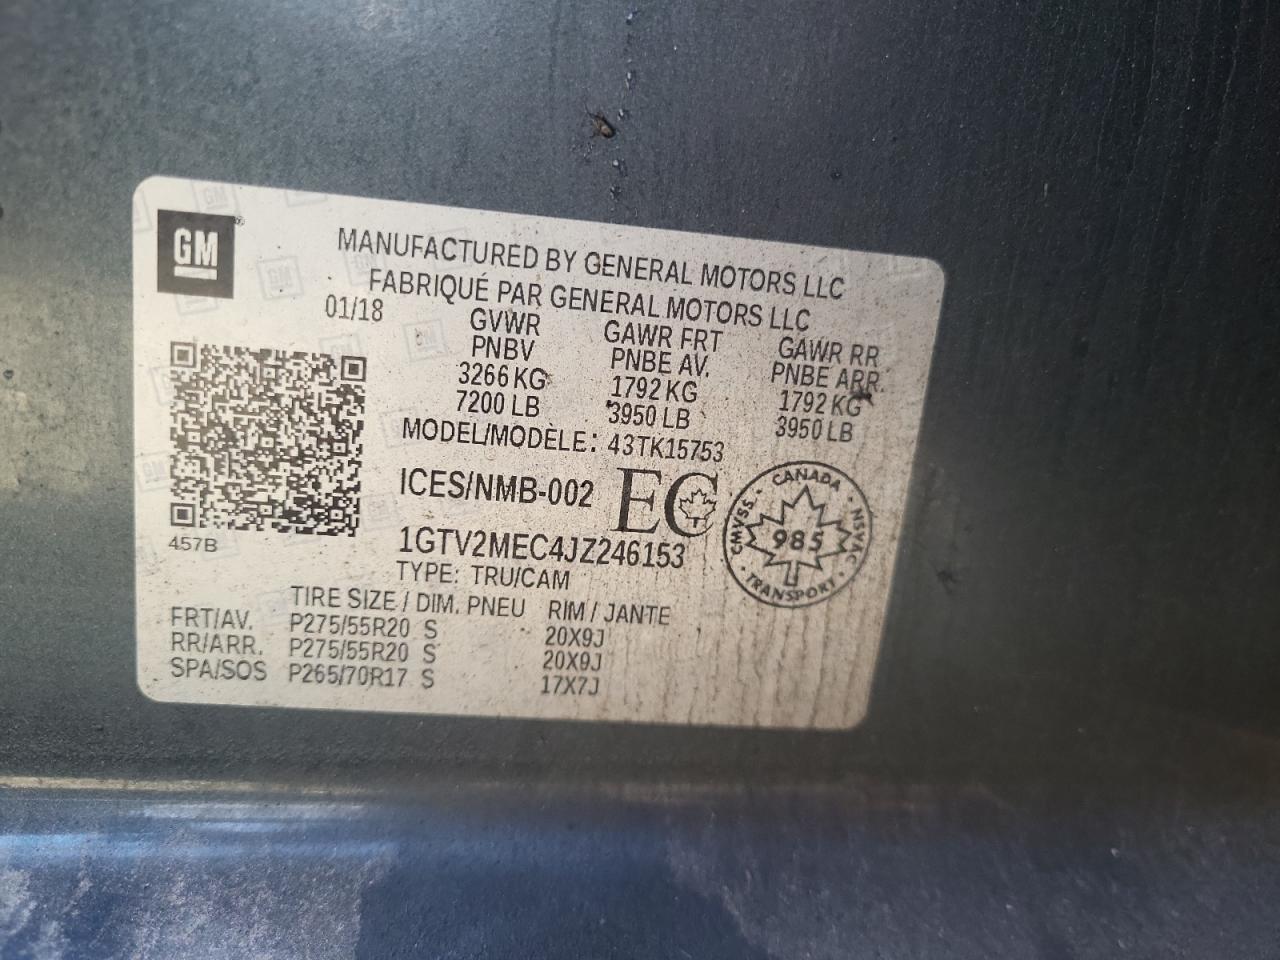 GM
MANUFACTURED BY GENERAL MOTORS LLC
FABRIQUÉ PAR GENERAL MOTORS LLC
01/18
GVWR GAWR FRT GAWR RR
PNBV PNBE AV. PNBE ARR.
3266 KG 1792 KG 1792 KG
7200 LB 3950 LB 3950 LB
MODEL/MODÈLE: 43TK15753
ICES/NMB-002 EC
CANADA
CMVSS · NSVAC
985
TRANSPORT
457B
1GTV2MEC4JZ246153
TYPE: TRU/CAM
TIRE SIZE / DIM. PNEU RIM / JANTE
FRT/AV. P275/55R20 S 20X9J
RR/ARR. P275/55R20 S 20X9J
SPA/SOS P265/70R17 S 17X7J